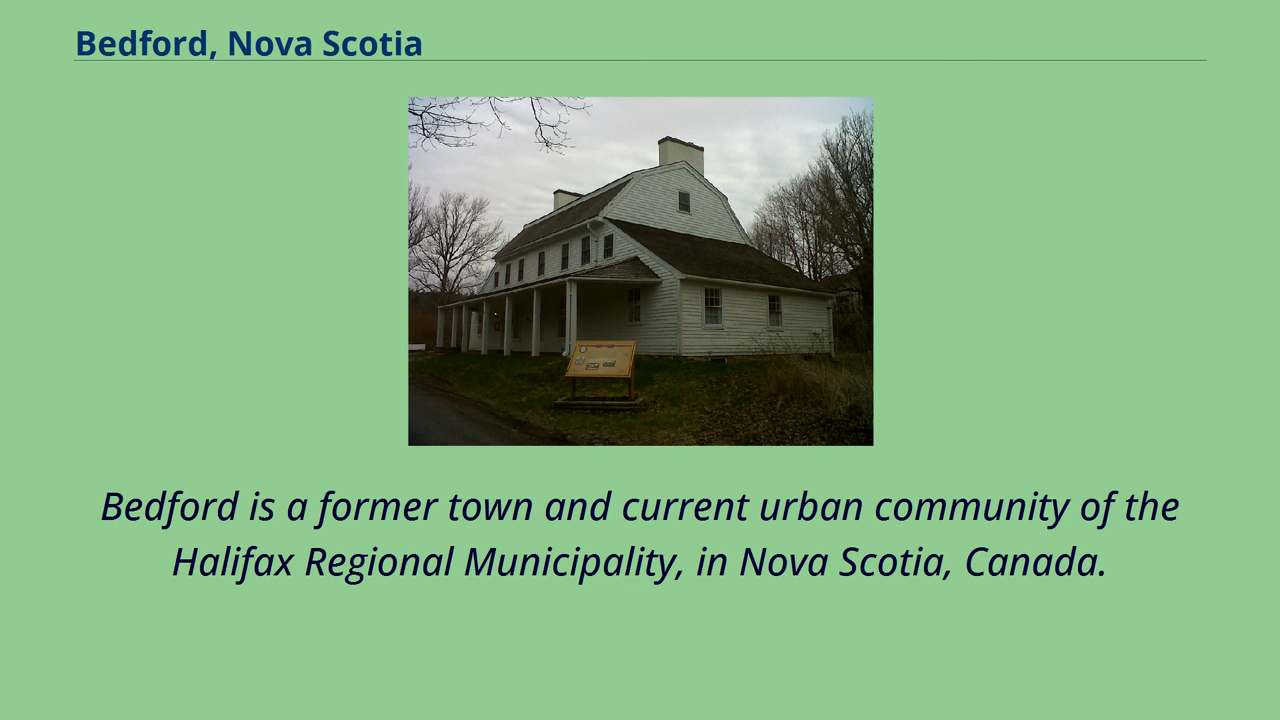 Bedford, Nova Scotia
Bedford is a former town and current urban community of the
Halifax Regional Municipality, in Nova Scotia, Canada.